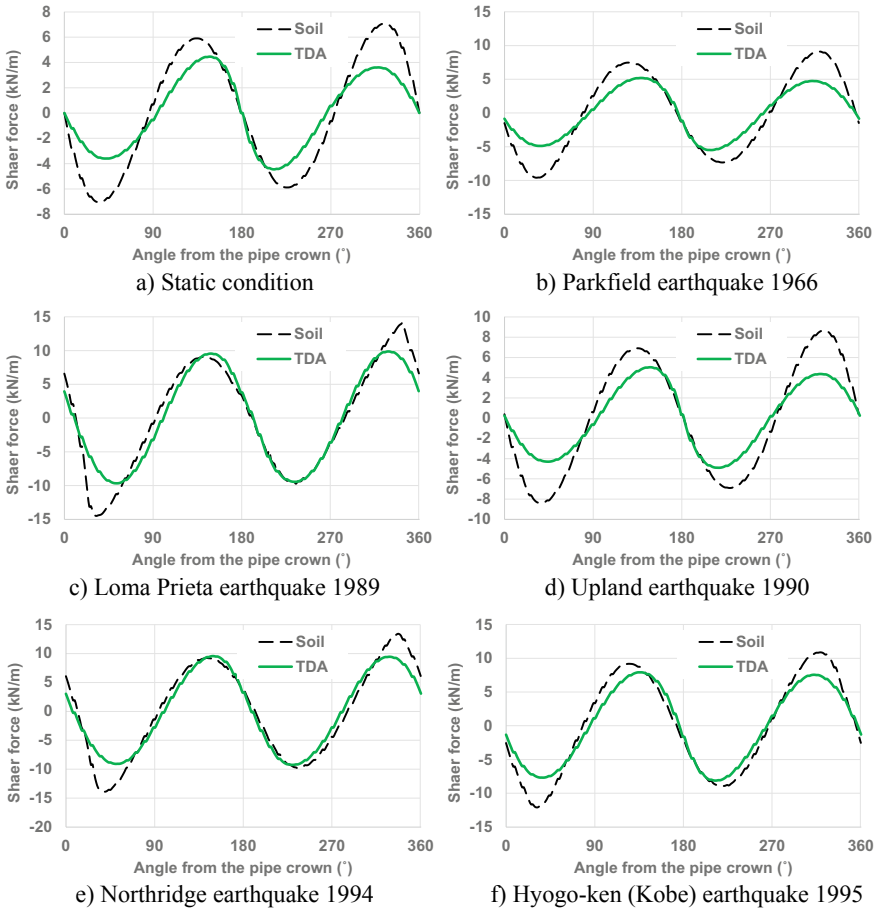 Shaer force (kN/m)
8
6
4
2
0
-2
-4
-6
-8
Soil
TDA
0 90 180 270 360
Angle from the pipe crown (˚)
a) Static condition
Shaer force (kN/m)
15
10
5
0
-5
-10
-15
Soil
TDA
0 90 180 270 360
Angle from the pipe crown (˚)
b) Parkfield earthquake 1966
Shaer force (kN/m)
15
10
5
0
-5
-10
-15
Soil
TDA
0 90 180 270 360
Angle from the pipe crown (˚)
c) Loma Prieta earthquake 1989
Shaer force (kN/m)
10
8
6
4
2
0
-2
-4
-6
-8
-10
Soil
TDA
0 90 180 270 360
Angle from the pipe crown (˚)
d) Upland earthquake 1990
Shaer force (kN/m)
15
10
5
0
-5
-10
-15
-20
Soil
TDA
0 90 180 270 360
Angle from the pipe crown (˚)
e) Northridge earthquake 1994
Shaer force (kN/m)
15
10
5
0
-5
-10
-15
Soil
TDA
0 90 180 270 360
Angle from the pipe crown (˚)
f) Hyogo-ken (Kobe) earthquake 1995